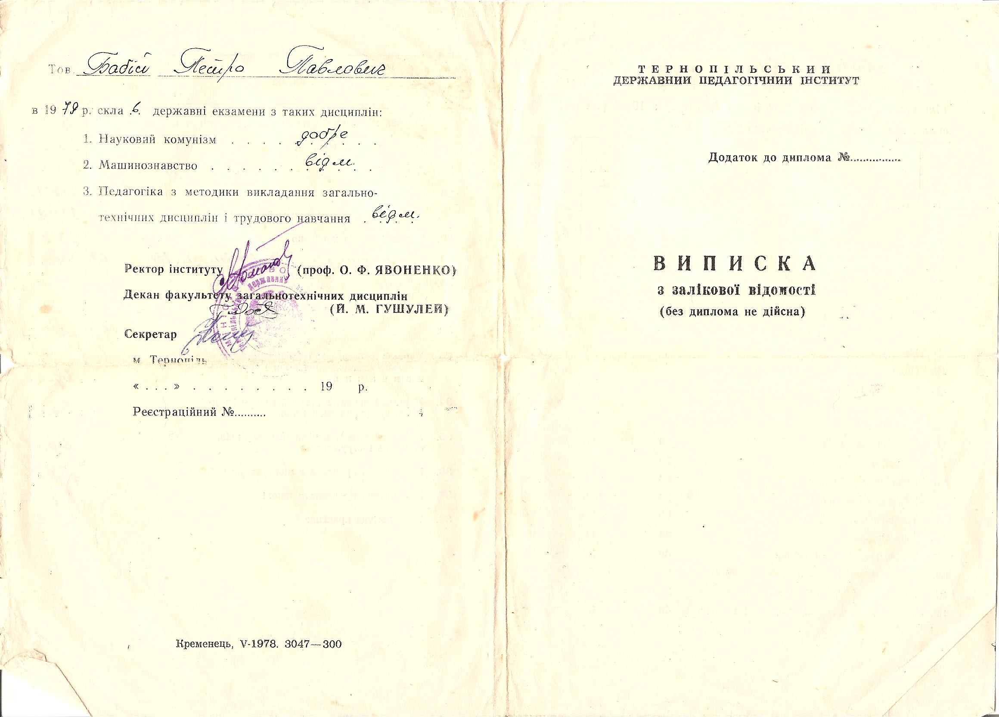 Тов. Бабій Петро Павлович
в 1978 р. скла в державні екзамени з таких дисциплін:
1. Науковий комунізм . . . . добре . .
2. Машинознавство . . . . . . відм. .
3. Педагогіка з методики викладання загально-
технічних дисциплін і трудового навчання . відм.
Ректор інституту (проф. О. Ф. ЯВОНЕНКО)
Декан факультету загальнотехнічних дисциплін
(Й. М. ГУШУЛЕЙ)
Секретар
м Тернопіль
« . . . » . . . . . . . . . 19 р.
Реєстраційний №..........
Кременець, V-1978. 3047—300
ТЕРНОПІЛЬСЬКИЙ
ДЕРЖАВНИЙ ПЕДАГОГІЧНИЙ ІНСТИТУТ
Додаток до диплома №................
ВИПИСКА
з залікової відомості
(без диплома не дійсна)